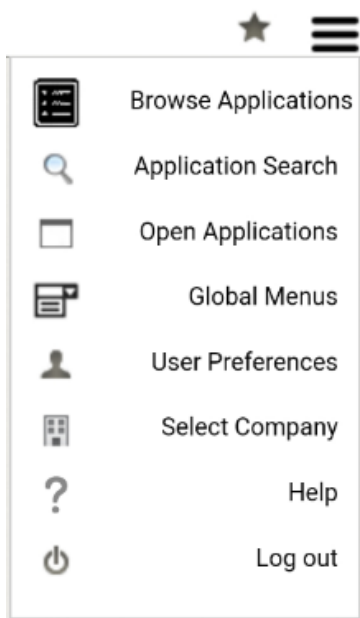 Browse Applications
Application Search
Open Applications
Global Menus
User Preferences
Select Company
Help
Log out